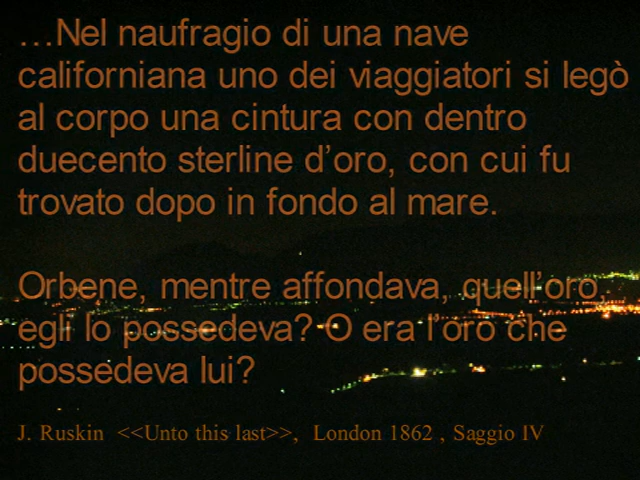 …Nel naufragio di una nave
californiana uno dei viaggiatori si legò
al corpo una cintura con dentro
duecento sterline d’oro, con cui fu
trovato dopo in fondo al mare.
Orbene, mentre affondava, quell’oro,
egli lo possedeva? O era l’oro che
possedeva lui?
J. Ruskin <<Unto this last>>, London 1862 , Saggio IV